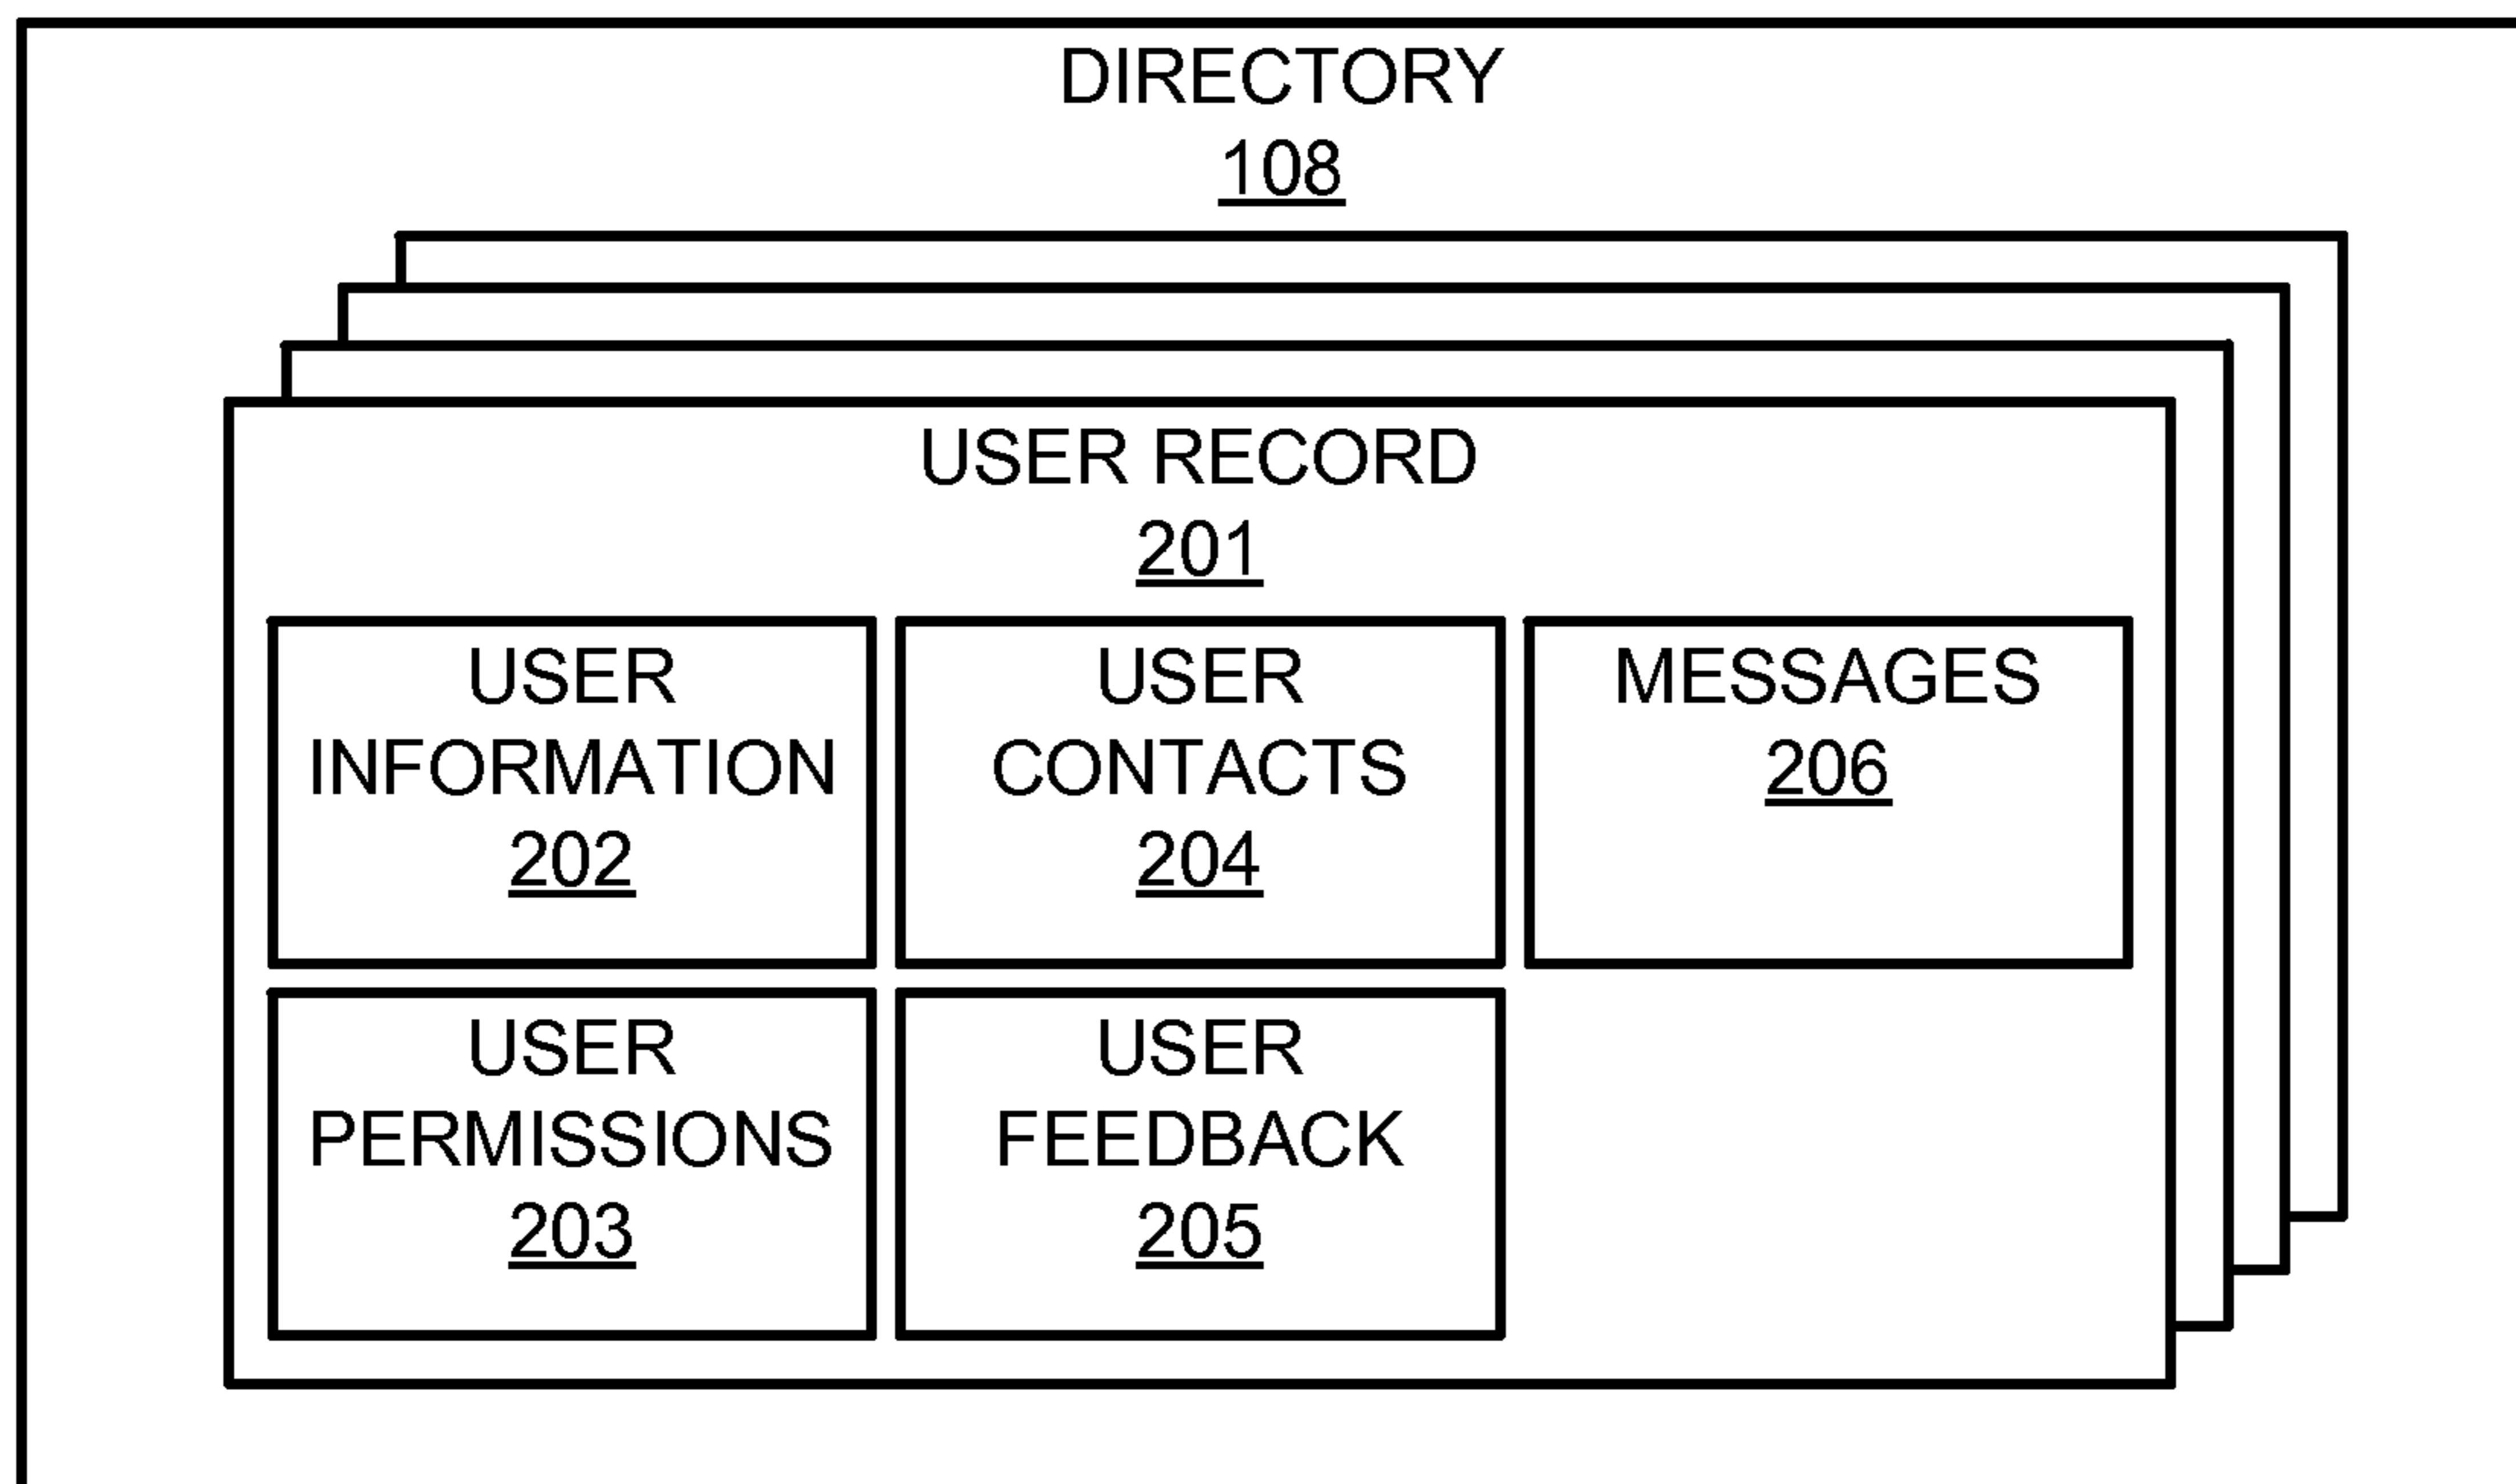 DIRECTORY
108
USER RECORD
201
USER
INFORMATION
202
USER
CONTACTS
204
MESSAGES
206
USER
PERMISSIONS
203
USER
FEEDBACK
205